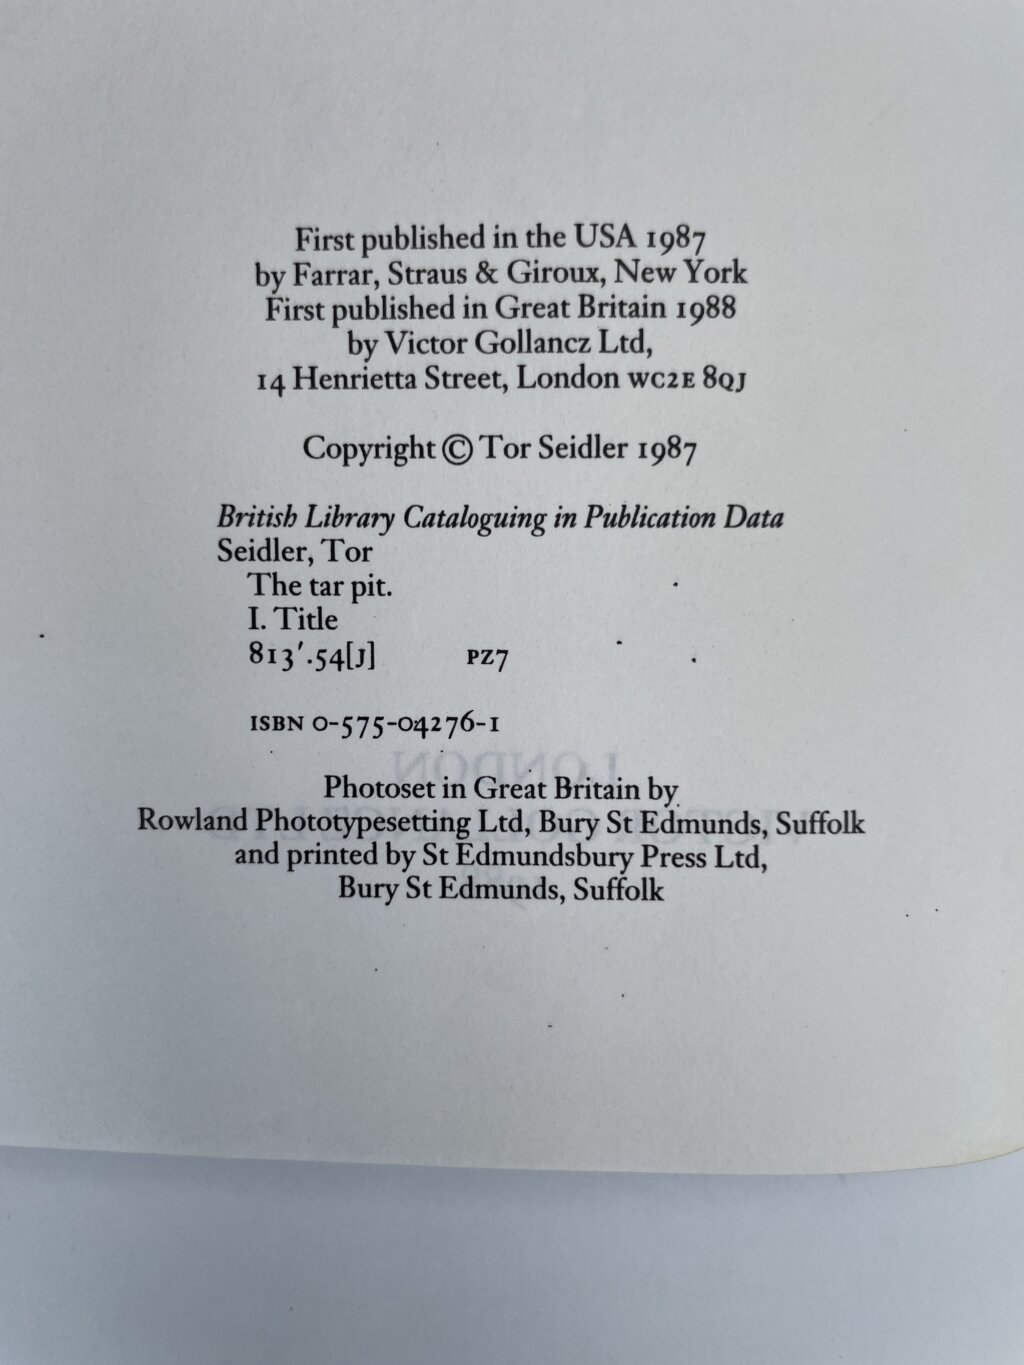 First published in the USA 1987
by Farrar, Straus & Giroux, New York
First published in Great Britain 1988
by Victor Gollancz Ltd,
14 Henrietta Street, London WC2E 8QJ
Copyright © Tor Seidler 1987
British Library Cataloguing in Publication Data
Seidler, Tor
The tar pit.
I. Title
813′.54[J] PZ7
ISBN 0-575-04276-1
Photoset in Great Britain by
Rowland Phototypesetting Ltd, Bury St Edmunds, Suffolk
and printed by St Edmundsbury Press Ltd,
Bury St Edmunds, Suffolk